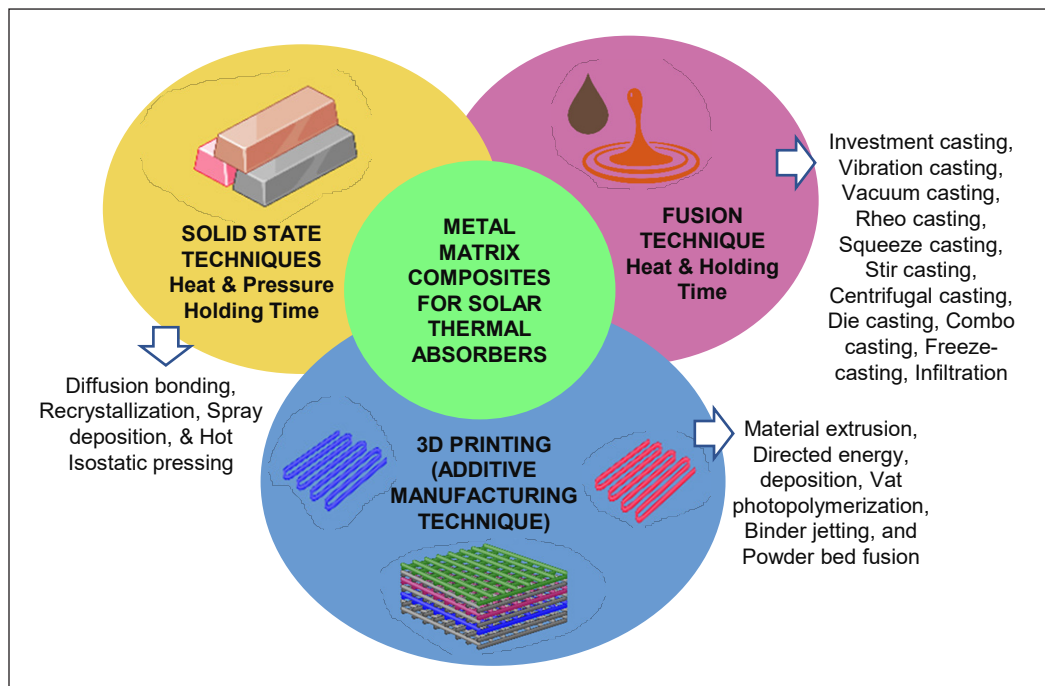 SOLID STATE
TECHNIQUES
Heat & Pressure
Holding Time
Diffusion bonding,
Recrystallization, Spray
deposition, & Hot
Isostatic pressing
METAL
MATRIX
COMPOSITES
FOR SOLAR
THERMAL
ABSORBERS
FUSION
TECHNIQUE
Heat & Holding
Time
Investment casting,
Vibration casting,
Vacuum casting,
Rheo casting,
Squeeze casting,
Stir casting,
Centrifugal casting,
Die casting, Combo
casting, Freeze-
casting, Infiltration
3D PRINTING
(ADDITIVE
MANUFACTURING
TECHNIQUE)
Material extrusion,
Directed energy,
deposition, Vat
photopolymerization,
Binder jetting, and
Powder bed fusion